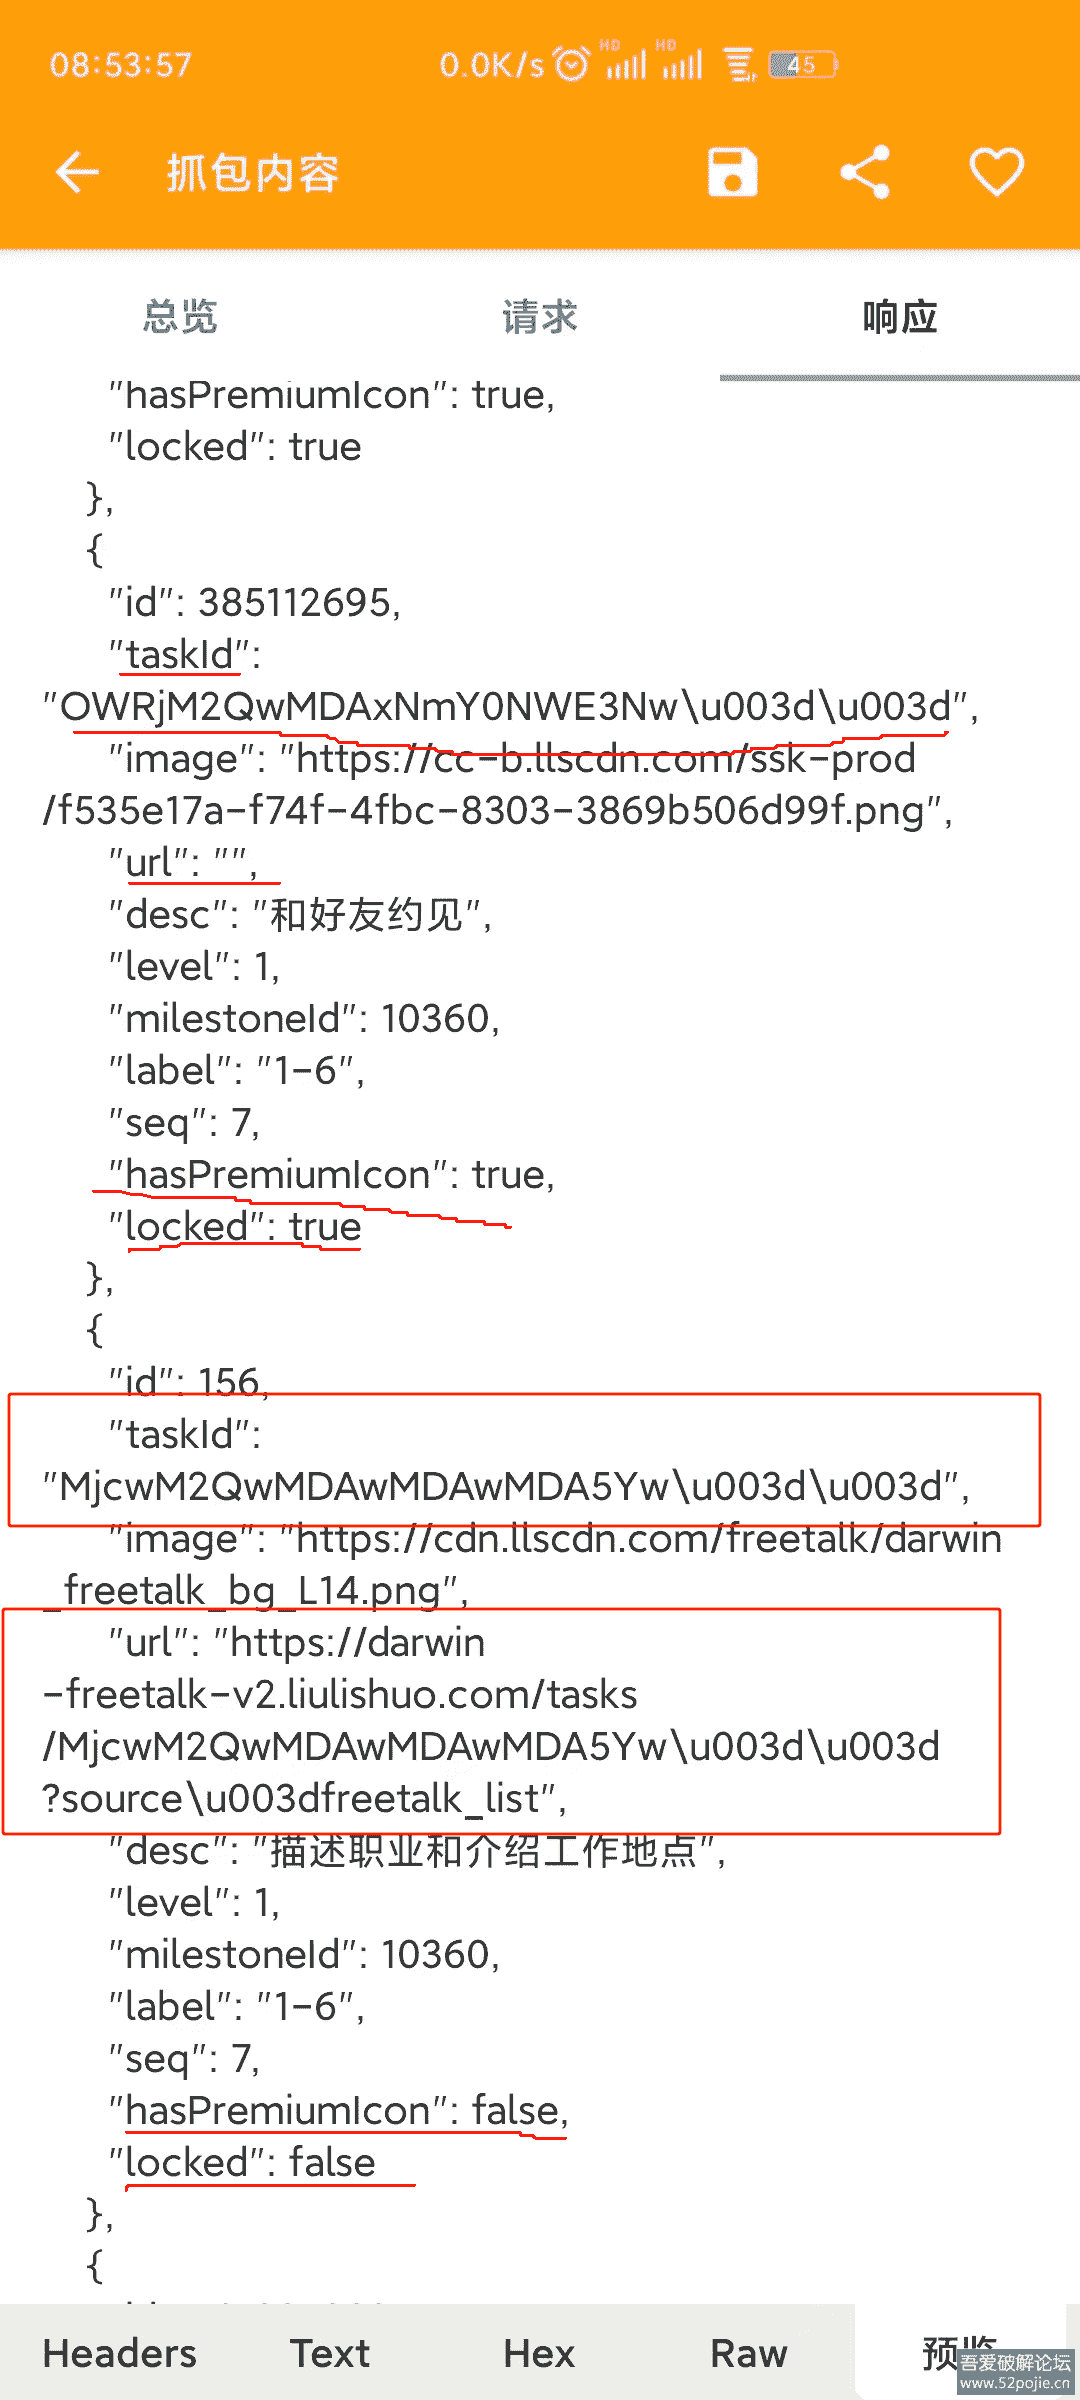 08:53:57 0.0K/s HD HD 45
抓包内容
总览 请求 响应
"hasPremiumIcon": true,
"locked": true
},
{
"id": 385112695,
"taskId":
"OWRjM2QwMDAxNmY0NWE3Nw\u003d\u003d",
"image": "https://cc-b.llscdn.com/ssk-prod
/f535e17a-f74f-4fbc-8303-3869b506d99f.png",
"url": "",
"desc": "和好友约见",
"level": 1,
"milestoneId": 10360,
"label": "1-6",
"seq": 7,
"hasPremiumIcon": true,
"locked": true
},
{
"id": 156,
"taskId":
"MjcwM2QwMDAwMDAwMDA5Yw\u003d\u003d",
"image": "https://cdn.llscdn.com/freetalk/darwin
_freetalk_bg_L14.png",
"url": "https://darwin
-freetalk-v2.liulishuo.com/tasks
/MjcwM2QwMDAwMDAwMDA5Yw\u003d\u003d
?source\u003dfreetalk_list",
"desc": "描述职业和介绍工作地点",
"level": 1,
"milestoneId": 10360,
"label": "1-6",
"seq": 7,
"hasPremiumIcon": false,
"locked": false
},
{
Headers Text Hex Raw 预览
吾爱破解论坛
www.52pojie.cn